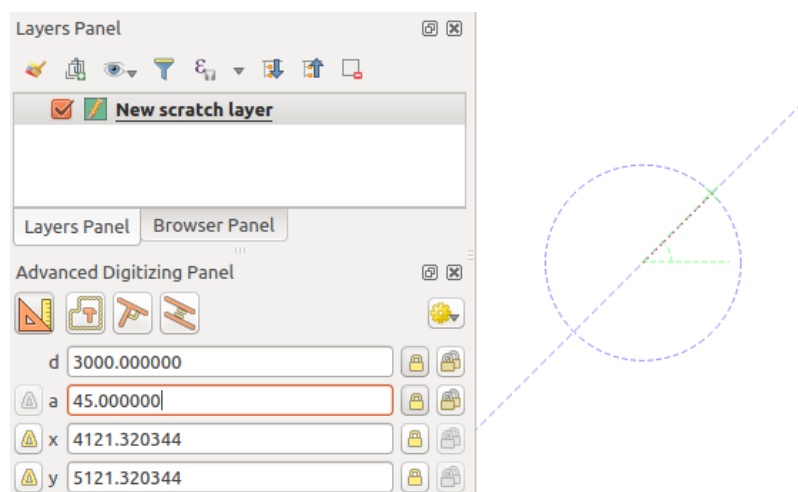 Layers Panel
New scratch layer
Layers Panel Browser Panel
Advanced Digitizing Panel
d 3000.000000
a 45.000000
x 4121.320344
y 5121.320344